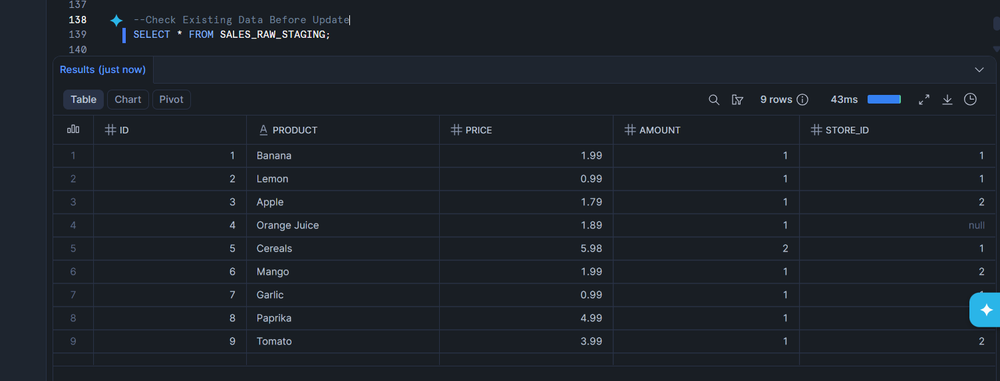 137
138 --Check Existing Data Before Update
139 SELECT * FROM SALES_RAW_STAGING;
140
Results (just now)
Table Chart Pivot 9 rows 43ms
ID PRODUCT PRICE AMOUNT STORE_ID
1 1 Banana 1.99 1 1
2 2 Lemon 0.99 1 1
3 3 Apple 1.79 1 2
4 4 Orange Juice 1.89 1 null
5 5 Cereals 5.98 2 1
6 6 Mango 1.99 1 2
7 7 Garlic 0.99 1
8 8 Paprika 4.99 1
9 9 Tomato 3.99 1 2